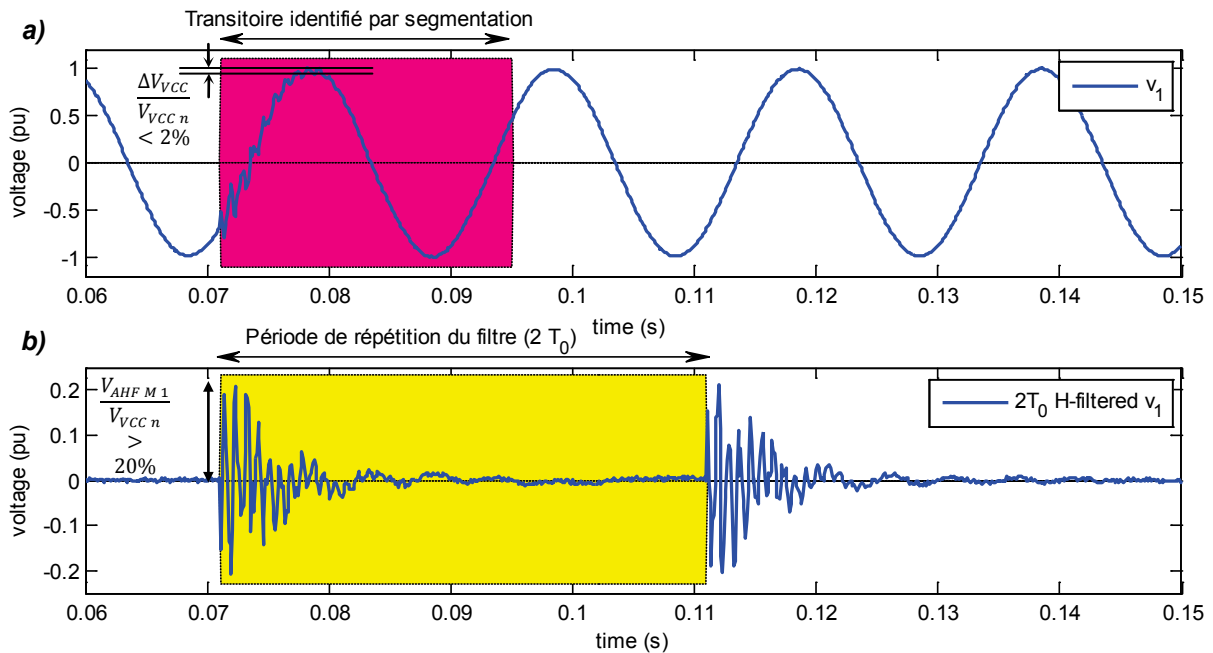 Transitoire identifié par segmentation
a)
ΔV_VCC
V_VCC n
< 2%
voltage (pu)
1
0.5
0
-0.5
-1
v_1
0.06 0.07 0.08 0.09 0.1 0.11 0.12 0.13 0.14 0.15
time (s)
b)
Période de répétition du filtre (2 T_0)
V_AHF M 1
V_VCC n
>
20%
voltage (pu)
0.2
0.1
0
-0.1
-0.2
2T_0 H-filtered v_1
0.06 0.07 0.08 0.09 0.1 0.11 0.12 0.13 0.14 0.15
time (s)